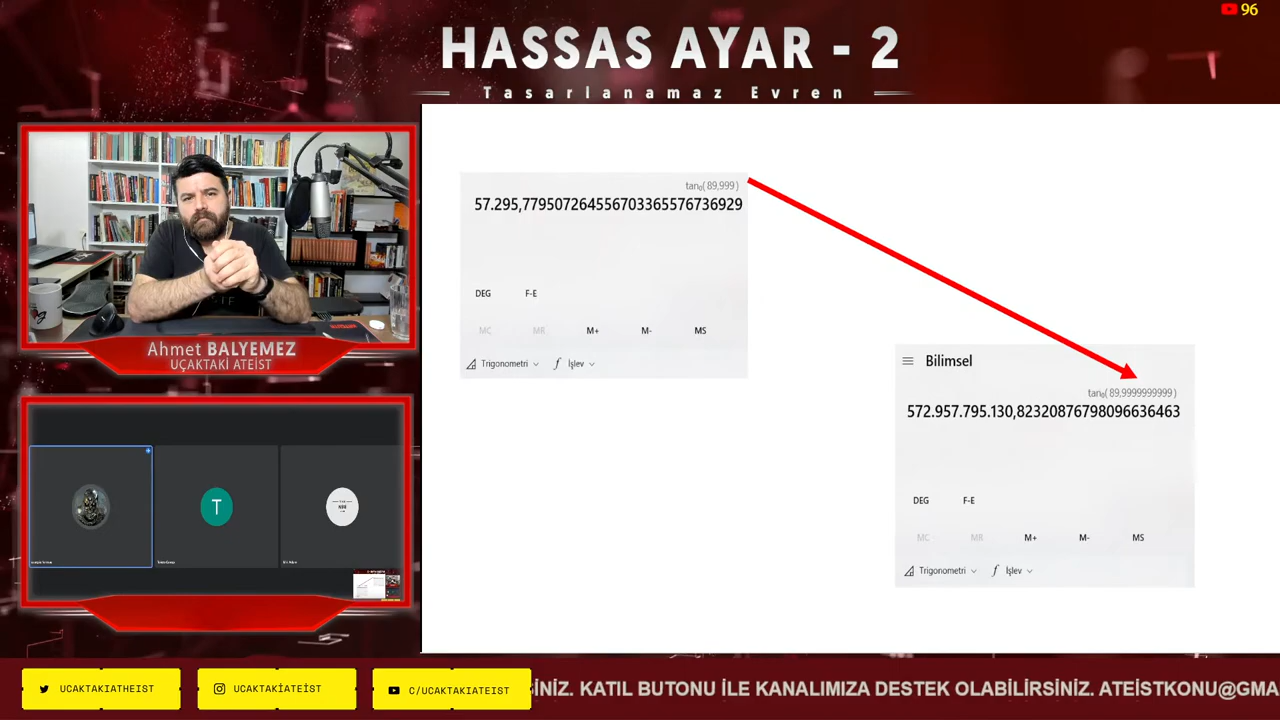 96
HASSAS AYAR - 2
Tasarlanamaz Evren
tan₀( 89,999 )
57.295,779507264556703365576736929
DEG F-E
MC MR M+ M- MS
Trigonometri İşlev
Bilimsel
tan₀( 89,9999999999 )
572.957.795.130,82320876798096636463
DEG F-E
MC MR M+ M- MS
Trigonometri İşlev
Ahmet BALYEMEZ
UÇAKTAKİ ATEİST
T
UCAKTAKIATHEIST
UCAKTAKİATEİST
C/UCAKTAKIATEIST
SİNİZ. KATIL BUTONU İLE KANALIMIZA DESTEK OLABİLİRSİNİZ. ATEİSTKONU@GMA